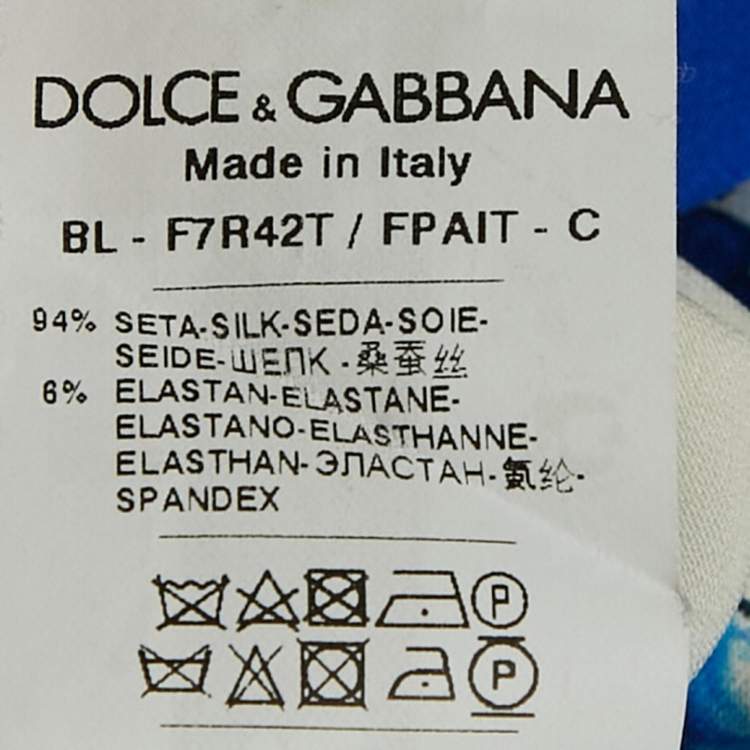 DOLCE & GABBANA
Made in Italy
BL - F7R42T / FPAIT - C
94% SETA-SILK-SEDA-SOIE-
SEIDE-ШЕЛК-桑蚕丝
6% ELASTAN-ELASTANE-
ELASTANO-ELASTHANNE-
ELASTHAN-ЭЛАСТАН-氨纶-
SPANDEX
P
P